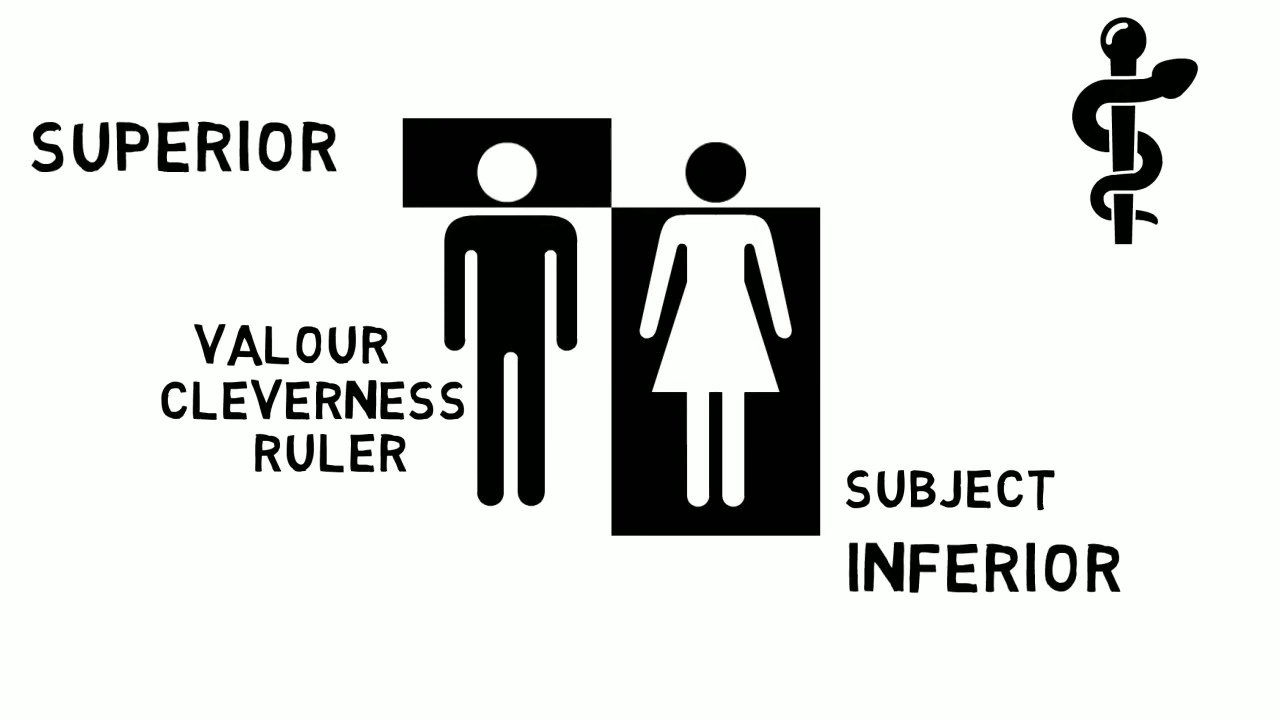 SUPERIOR
VALOUR
CLEVERNESS
RULER
SUBJECT
INFERIOR